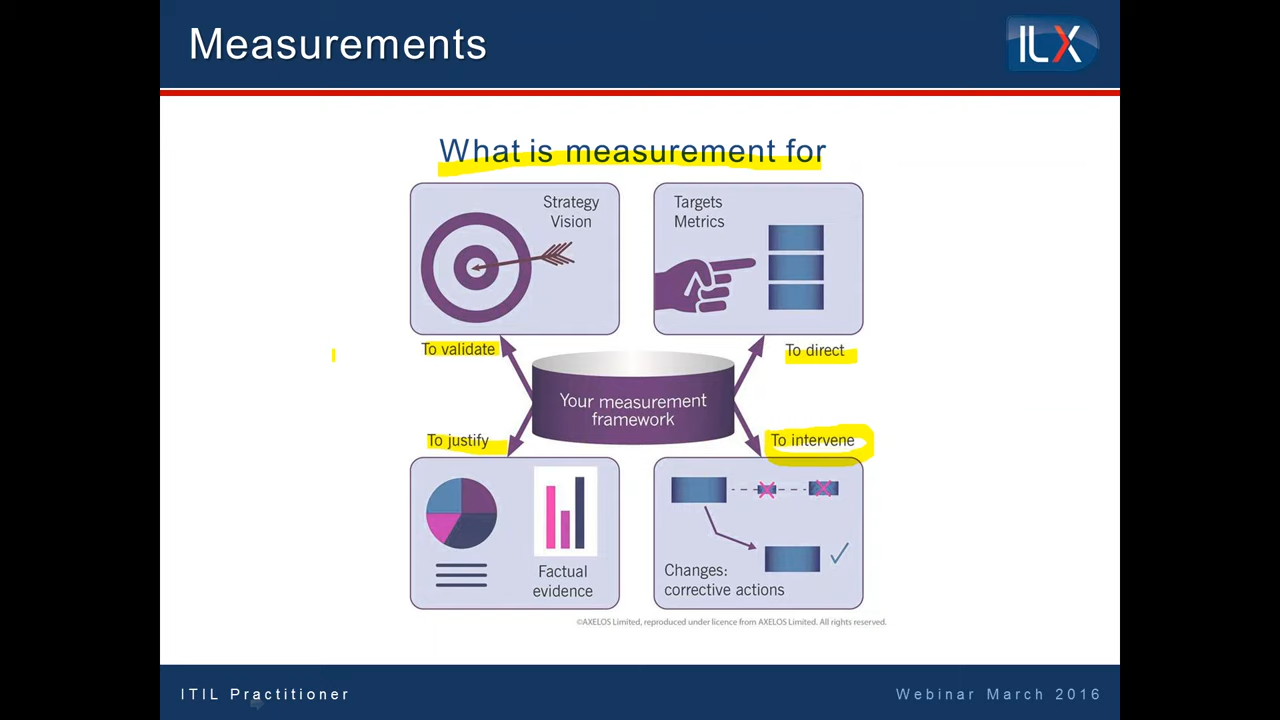 Measurements
ILX
What is measurement for
Strategy
Vision
Targets
Metrics
To validate
To direct
Your measurement
framework
To justify
To intervene
Factual
evidence
Changes:
corrective actions
©AXELOS Limited, reproduced under licence from AXELOS Limited. All rights reserved.
ITIL Practitioner
Webinar March 2016